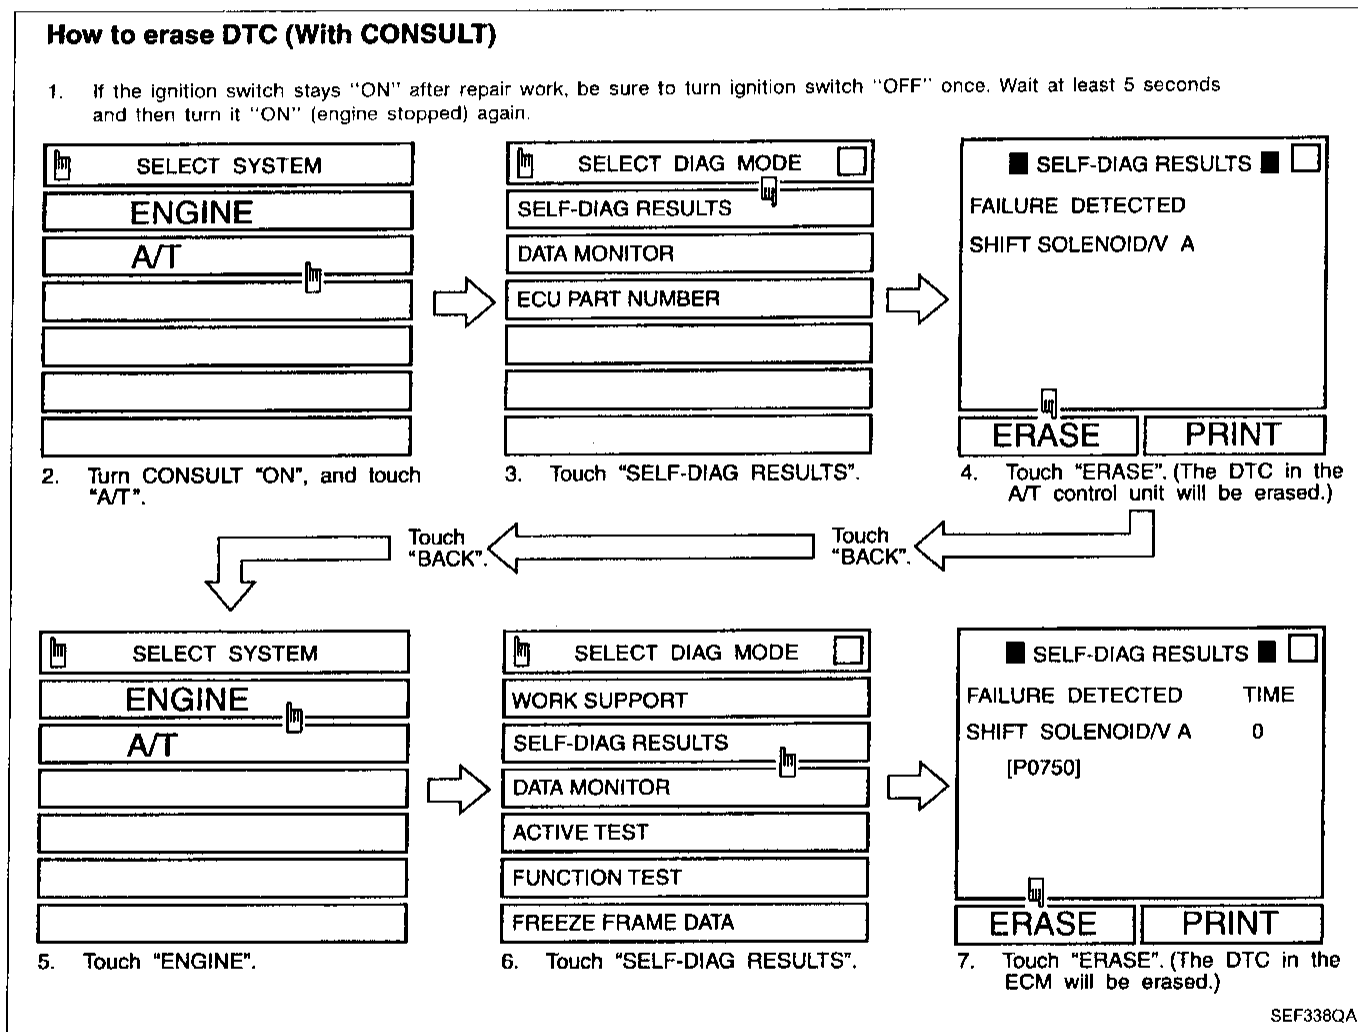 How to erase DTC (With CONSULT)
1. If the ignition switch stays "ON" after repair work, be sure to turn ignition switch "OFF" once. Wait at least 5 seconds
and then turn it "ON" (engine stopped) again.
SELECT SYSTEM
ENGINE
A/T
2. Turn CONSULT "ON", and touch
"A/T".
SELECT DIAG MODE
SELF-DIAG RESULTS
DATA MONITOR
ECU PART NUMBER
3. Touch "SELF-DIAG RESULTS".
■ SELF-DIAG RESULTS ■
FAILURE DETECTED
SHIFT SOLENOID/V A
ERASE PRINT
4. Touch "ERASE". (The DTC in the
A/T control unit will be erased.)
Touch
"BACK".
Touch
"BACK".
SELECT SYSTEM
ENGINE
A/T
5. Touch "ENGINE".
SELECT DIAG MODE
WORK SUPPORT
SELF-DIAG RESULTS
DATA MONITOR
ACTIVE TEST
FUNCTION TEST
FREEZE FRAME DATA
6. Touch "SELF-DIAG RESULTS".
■ SELF-DIAG RESULTS ■
FAILURE DETECTED TIME
SHIFT SOLENOID/V A 0
[P0750]
ERASE PRINT
7. Touch "ERASE". (The DTC in the
ECM will be erased.)
SEF338QA